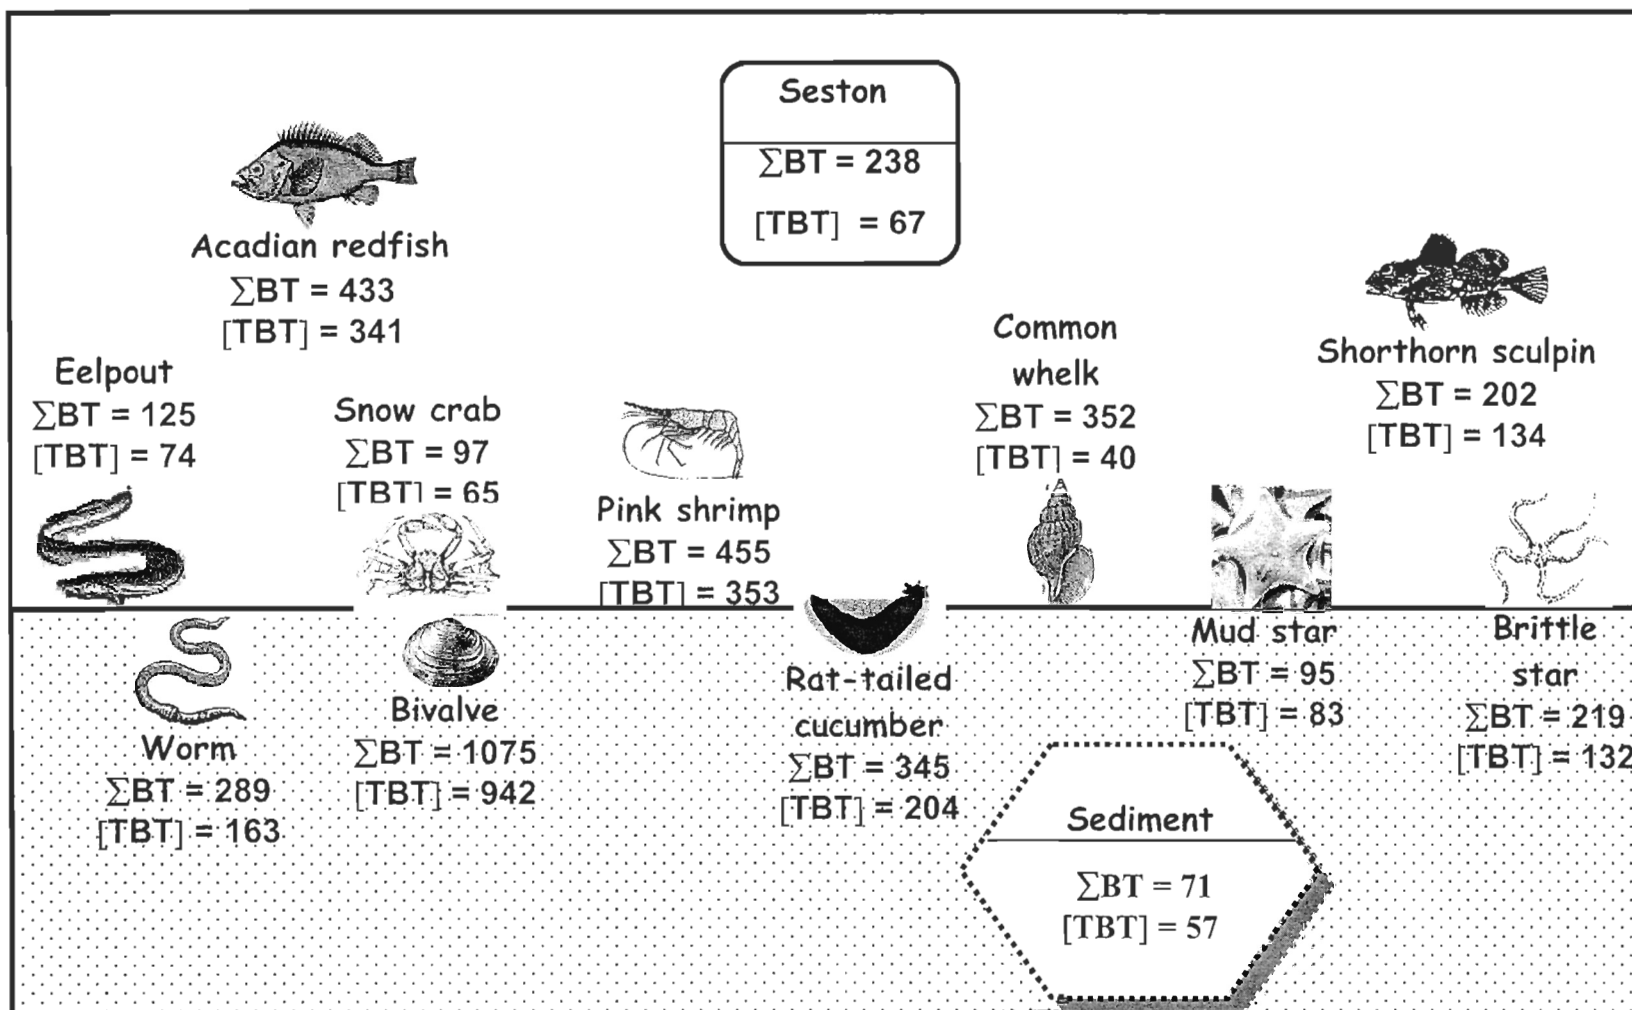 Seston
∑BT = 238
[TBT] = 67
Acadian redfish
∑BT = 433
[TBT] = 341
Eelpout
∑BT = 125
[TBT] = 74
Snow crab
∑BT = 97
[TBT] = 65
Pink shrimp
∑BT = 455
[TBT] = 353
Common
whelk
∑BT = 352
[TBT] = 40
Shorthorn sculpin
∑BT = 202
[TBT] = 134
Worm
∑BT = 289
[TBT] = 163
Bivalve
∑BT = 1075
[TBT] = 942
Rat-tailed
cucumber
∑BT = 345
[TBT] = 204
Mud star
∑BT = 95
[TBT] = 83
Brittle
star
∑BT = 219
[TBT] = 132
Sediment
∑BT = 71
[TBT] = 57